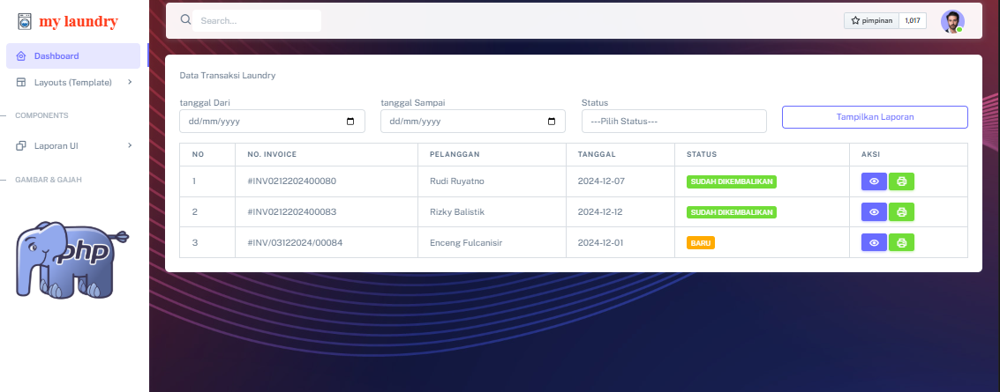 my laundry
Search...
pimpinan 1,017
Dashboard
Layouts (Template)
COMPONENTS
Laporan UI
GAMBAR & GAJAH
php
Data Transaksi Laundry
tanggal Dari tanggal Sampai Status
dd/mm/yyyy dd/mm/yyyy ---Pilih Status--- Tampilkan Laporan
NO NO. INVOICE PELANGGAN TANGGAL STATUS AKSI
1 #INV0212202400080 Rudi Ruyatno 2024-12-07 SUDAH DIKEMBALIKAN
2 #INV0212202400083 Rizky Balistik 2024-12-12 SUDAH DIKEMBALIKAN
3 #INV/03122024/00084 Enceng Fulcanisir 2024-12-01 BARU